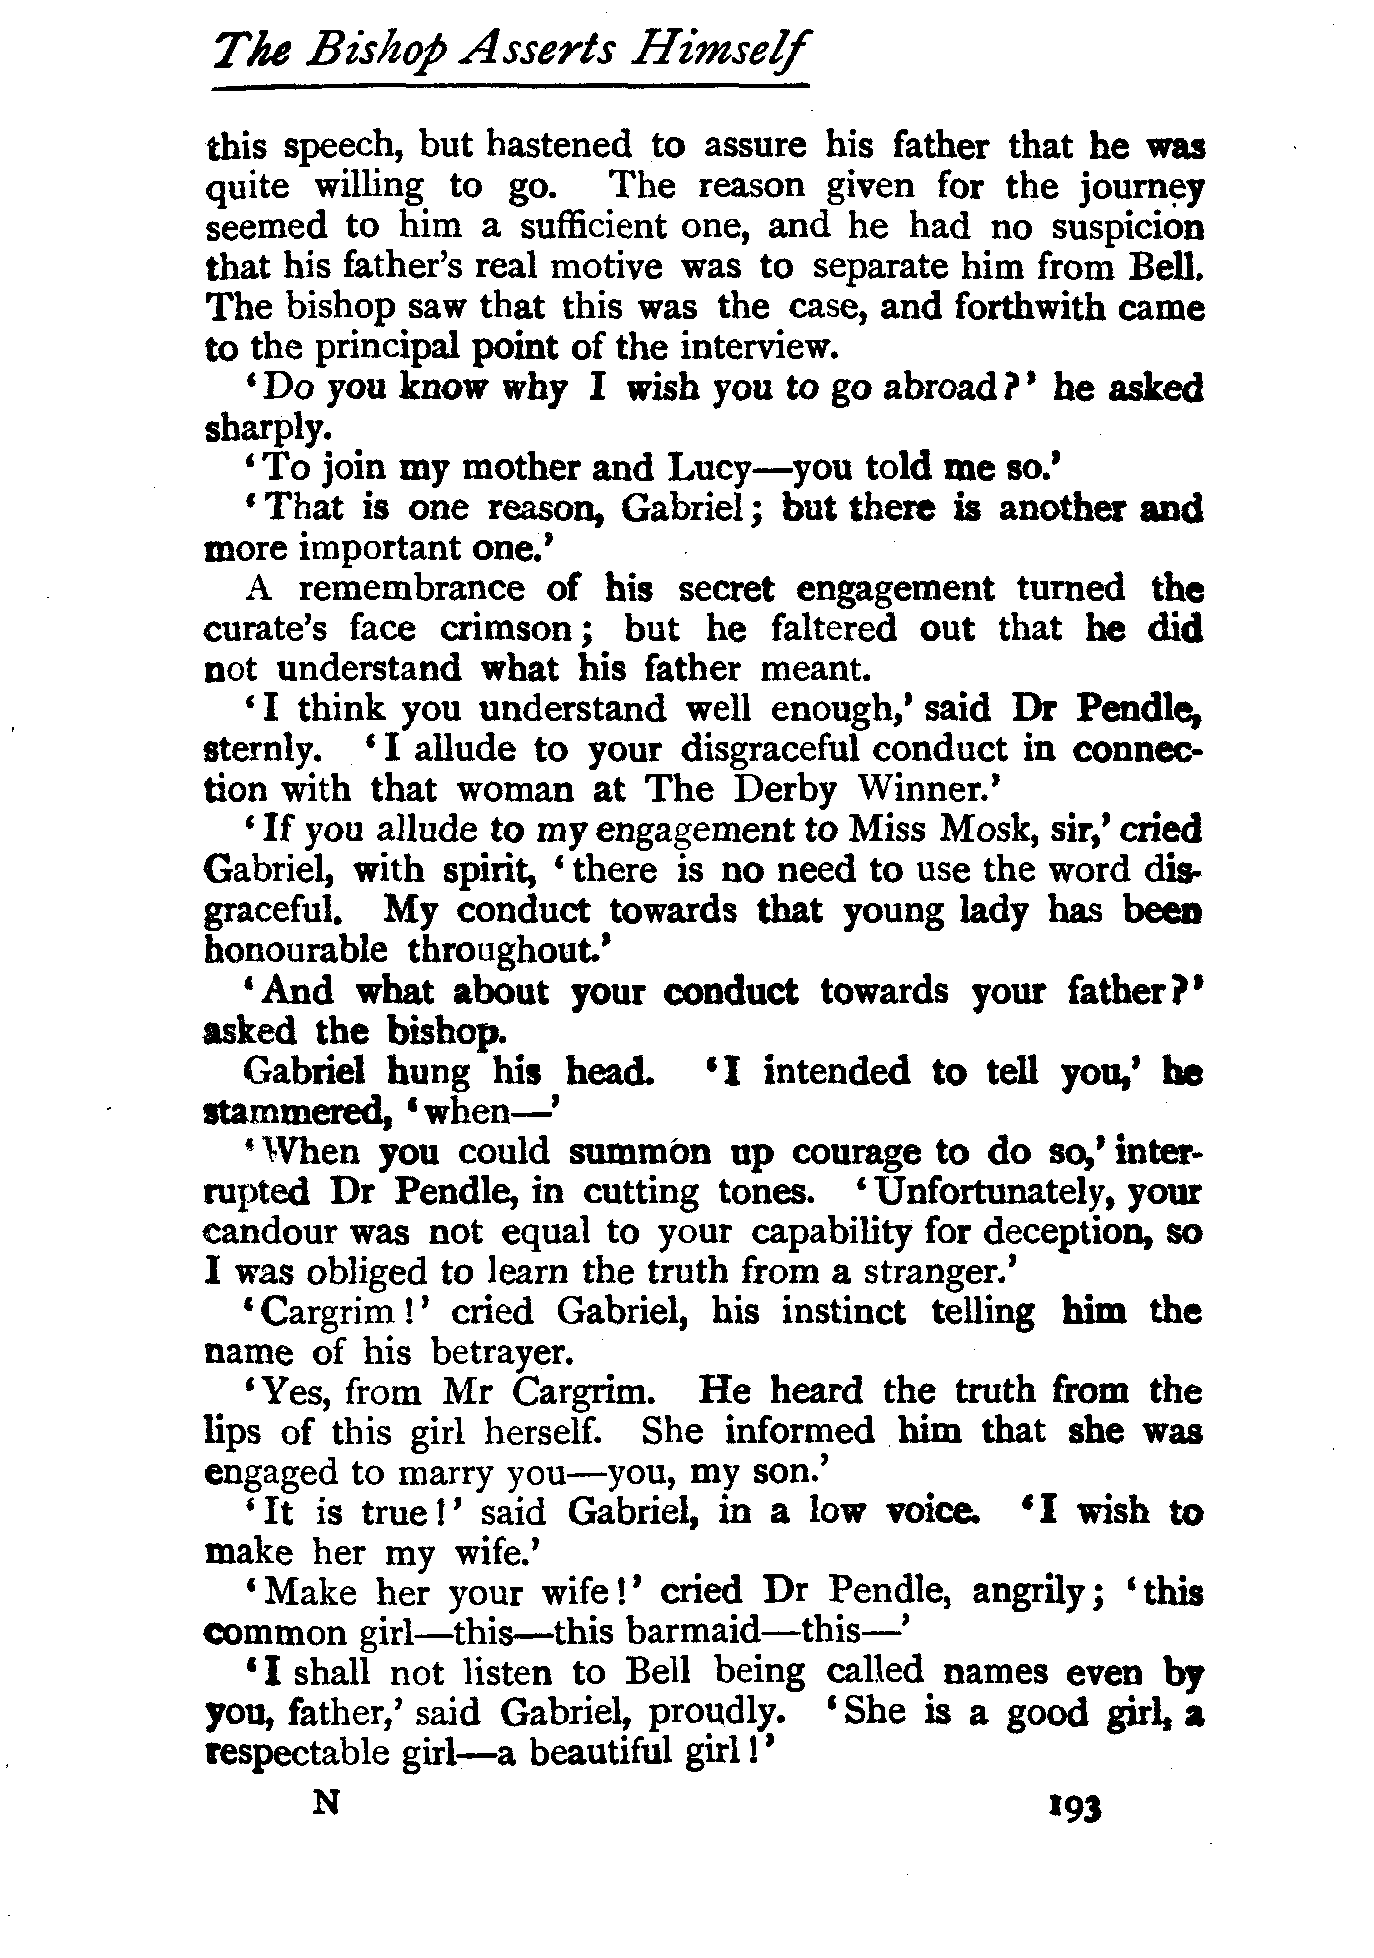 The Bishop Asserts Himself
this speech, but hastened to assure his father that he was
quite willing to go. The reason given for the journey
seemed to him a sufficient one, and he had no suspicion
that his father's real motive was to separate him from Bell.
The bishop saw that this was the case, and forthwith came
to the principal point of the interview.
‘Do you know why I wish you to go abroad?’ he asked
sharply.
‘To join my mother and Lucy—you told me so.’
‘That is one reason, Gabriel; but there is another and
more important one.’
A remembrance of his secret engagement turned the
curate's face crimson; but he faltered out that he did
not understand what his father meant.
‘I think you understand well enough,’ said Dr Pendle,
sternly. ‘I allude to your disgraceful conduct in connec-
tion with that woman at The Derby Winner.’
‘If you allude to my engagement to Miss Mosk, sir,’ cried
Gabriel, with spirit, ‘there is no need to use the word dis-
graceful. My conduct towards that young lady has been
honourable throughout.’
‘And what about your conduct towards your father?’
asked the bishop.
Gabriel hung his head. ‘I intended to tell you,’ he
stammered, ‘when—’
‘When you could summon up courage to do so,’ inter-
rupted Dr Pendle, in cutting tones. ‘Unfortunately, your
candour was not equal to your capability for deception, so
I was obliged to learn the truth from a stranger.’
‘Cargrim!’ cried Gabriel, his instinct telling him the
name of his betrayer.
‘Yes, from Mr Cargrim. He heard the truth from the
lips of this girl herself. She informed him that she was
engaged to marry you—you, my son.’
‘It is true!’ said Gabriel, in a low voice. ‘I wish to
make her my wife.’
‘Make her your wife!’ cried Dr Pendle, angrily; ‘this
common girl—this—this barmaid—this—’
‘I shall not listen to Bell being called names even by
you, father,’ said Gabriel, proudly. ‘She is a good girl, a
respectable girl—a beautiful girl!’
N 193